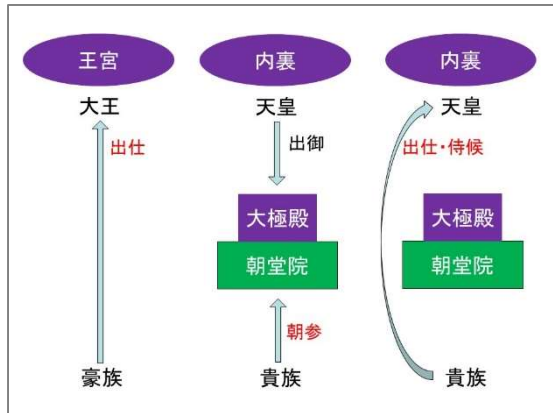 王宮
大王
出仕
豪族
内裏
天皇
出御
大極殿
朝堂院
朝参
貴族
内裏
天皇
出仕・侍候
大極殿
朝堂院
貴族